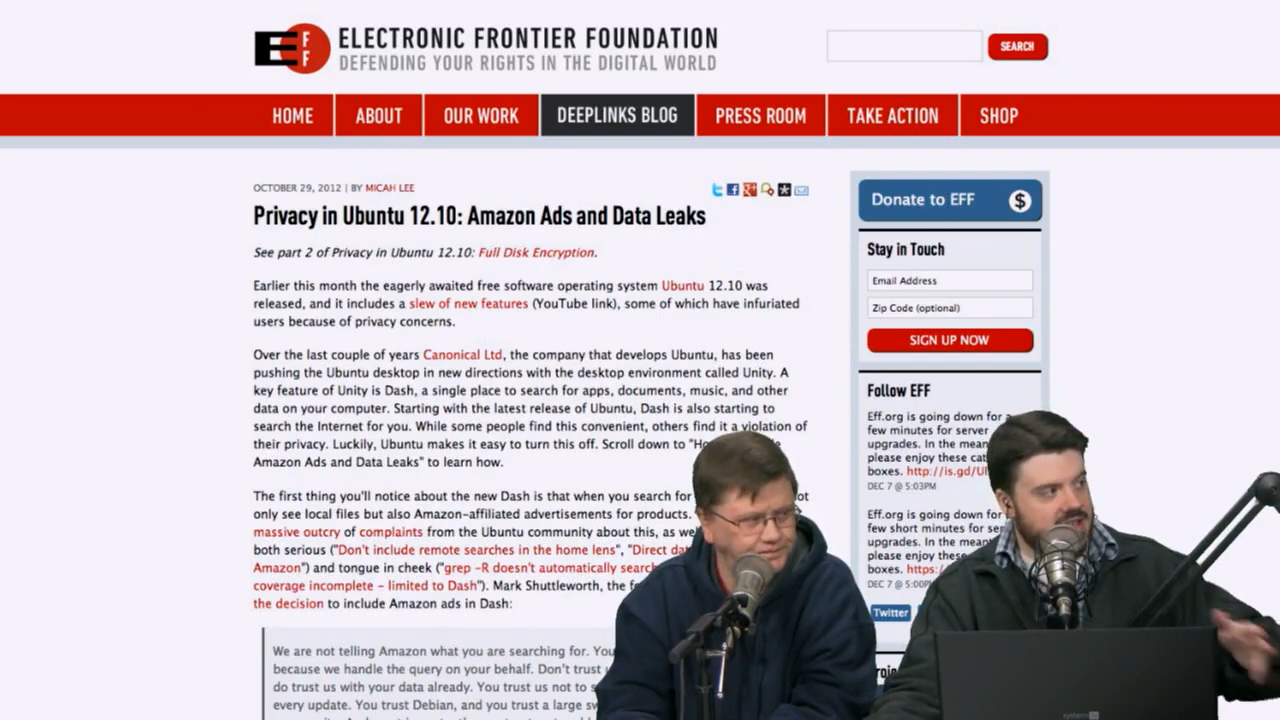 EFF
ELECTRONIC FRONTIER FOUNDATION
DEFENDING YOUR RIGHTS IN THE DIGITAL WORLD
SEARCH
HOME
ABOUT
OUR WORK
DEEPLINKS BLOG
PRESS ROOM
TAKE ACTION
SHOP
OCTOBER 29, 2012 | BY MICAH LEE
Privacy in Ubuntu 12.10: Amazon Ads and Data Leaks
See part 2 of Privacy in Ubuntu 12.10: Full Disk Encryption.
Earlier this month the eagerly awaited free software operating system Ubuntu 12.10 was
released, and it includes a slew of new features (YouTube link), some of which have infuriated
users because of privacy concerns.
Over the last couple of years Canonical Ltd, the company that develops Ubuntu, has been
pushing the Ubuntu desktop in new directions with the desktop environment called Unity. A
key feature of Unity is Dash, a single place to search for apps, documents, music, and other
data on your computer. Starting with the latest release of Ubuntu, Dash is also starting to
search the Internet for you. While some people find this convenient, others find it a violation of
their privacy. Luckily, Ubuntu makes it easy to turn this off. Scroll down to
Amazon Ads and Data Leaks" to learn how.
The first thing you'll notice about the new Dash is that when you search for
only see local files but also Amazon-affiliated advertisements for products.
massive outcry of complaints from the Ubuntu community about this, as
both serious ("Don't include remote searches in the home lens", "Direct
Amazon") and tongue in cheek ("grep -R doesn't automatically search
coverage incomplete - limited to Dash"). Mark Shuttleworth, the
the decision to include Amazon ads in Dash:
We are not telling Amazon what you are searching for.
because we handle the query on your behalf. Don't trust
do trust us with your data already. You trust us not to
every update. You trust Debian, and you trust a large
Donate to EFF $
Stay in Touch
Email Address
Zip Code (optional)
SIGN UP NOW
Follow EFF
Eff.org is going down for a
few minutes for server
upgrades. In the
please enjoy these
boxes. http://is.gd/
DEC 7 @ 5:03PM
Eff.org is going down for
few short minutes for
upgrades. In the
please enjoy these
boxes. https:/
DEC 7 @ 5:00PM
Twitter